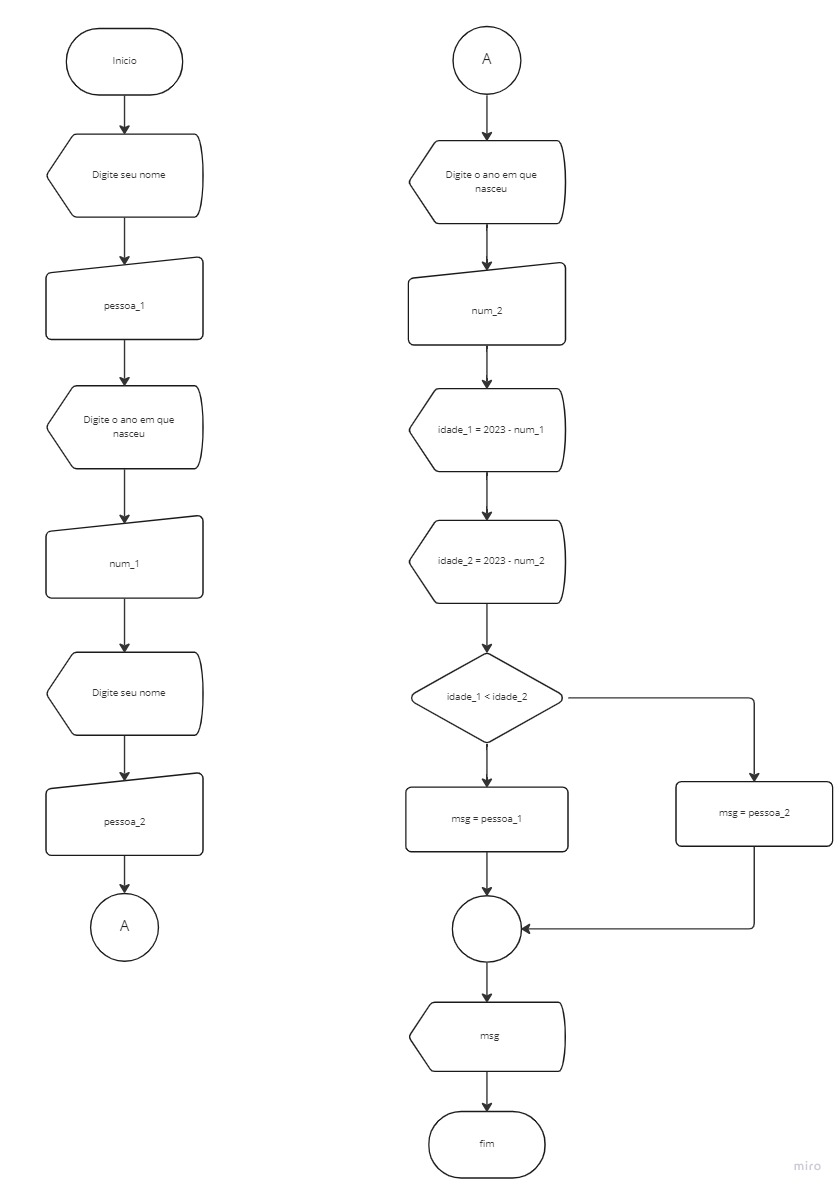 Inicio
Digite seu nome
pessoa_1
Digite o ano em que
nasceu
num_1
Digite seu nome
pessoa_2
A
A
Digite o ano em que
nasceu
num_2
idade_1 = 2023 - num_1
idade_2 = 2023 - num_2
idade_1 < idade_2
msg = pessoa_1
msg = pessoa_2
msg
fim
miro